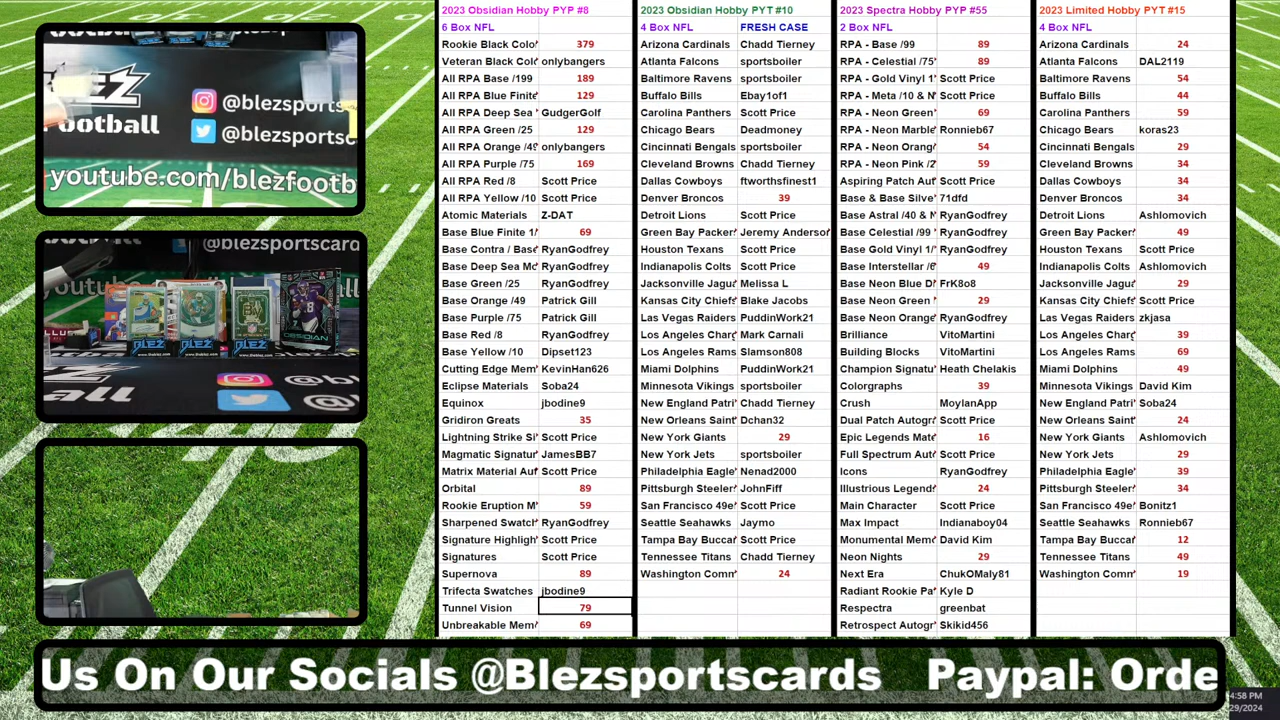 Football
@blezsports
@blezsportsc
youtube.com/blezfootb
@blezsportscard
OBSIDIAN
BLEZ
BLEZ
BLEZ
2023 Obsidian Hobby PYP #8
6 Box NFL
Rookie Black Colo 379
Veteran Black Col onlybangers
All RPA Base /199 189
All RPA Blue Finite 129
All RPA Deep Sea GudgerGolf
All RPA Green /25 129
All RPA Orange /49 onlybangers
All RPA Purple /75 169
All RPA Red /8 Scott Price
All RPA Yellow /10 Scott Price
Atomic Materials Z-DAT
Base Blue Finite 1/ 69
Base Contra / Base RyanGodfrey
Base Deep Sea Mo RyanGodfrey
Base Green /25 RyanGodfrey
Base Orange /49 Patrick Gill
Base Purple /75 Patrick Gill
Base Red /8 RyanGodfrey
Base Yellow /10 Dipset123
Cutting Edge Mem KevinHan626
Eclipse Materials Soba24
Equinox jbodine9
Gridiron Greats 35
Lightning Strike Si Scott Price
Magmatic Signatur JamesBB7
Matrix Material Aut Scott Price
Orbital 89
Rookie Eruption M 59
Sharpened Swatch RyanGodfrey
Signature Highligh Scott Price
Signatures Scott Price
Supernova 89
Trifecta Swatches jbodine9
Tunnel Vision 79
Unbreakable Mem 69
2023 Obsidian Hobby PYT #10
4 Box NFL FRESH CASE
Arizona Cardinals Chadd Tierney
Atlanta Falcons sportsboiler
Baltimore Ravens sportsboiler
Buffalo Bills Ebay1of1
Carolina Panthers Scott Price
Chicago Bears Deadmoney
Cincinnati Bengals sportsboiler
Cleveland Browns Chadd Tierney
Dallas Cowboys ftworthsfinest1
Denver Broncos 39
Detroit Lions Scott Price
Green Bay Packer Jeremy Anderso
Houston Texans Scott Price
Indianapolis Colts Scott Price
Jacksonville Jagu Melissa L
Kansas City Chiefs Blake Jacobs
Las Vegas Raiders PuddinWork21
Los Angeles Charg Mark Carnali
Los Angeles Rams Slamson808
Miami Dolphins PuddinWork21
Minnesota Vikings sportsboiler
New England Patri Chadd Tierney
New Orleans Saint Dchan32
New York Giants 29
New York Jets sportsboiler
Philadelphia Eagle Nenad2000
Pittsburgh Steeler JohnFiff
San Francisco 49e Scott Price
Seattle Seahawks Jaymo
Tampa Bay Buccar Scott Price
Tennessee Titans Chadd Tierney
Washington Comm 24
2023 Spectra Hobby PYP #55
2 Box NFL
RPA - Base /99 89
RPA - Celestial /75 89
RPA - Gold Vinyl 1 Scott Price
RPA - Meta /10 & N Scott Price
RPA - Neon Green 69
RPA - Neon Marble Ronnieb67
RPA - Neon Orang 54
RPA - Neon Pink /2 59
Aspiring Patch Aut Scott Price
Base & Base Silve 71dfd
Base Astral /40 & N RyanGodfrey
Base Celestial /99 RyanGodfrey
Base Gold Vinyl 1/ RyanGodfrey
Base Interstellar /6 49
Base Neon Blue D FrK8o8
Base Neon Green 29
Base Neon Orange RyanGodfrey
Brilliance VitoMartini
Building Blocks VitoMartini
Champion Signatu Heath Chelakis
Colorgraphs 39
Crush MoylanApp
Dual Patch Autogr Scott Price
Epic Legends Mate 16
Full Spectrum Aut Scott Price
Icons RyanGodfrey
Illustrious Legend 24
Main Character Scott Price
Max Impact Indianaboy04
Monumental Memo David Kim
Neon Nights 29
Next Era ChukOMaly81
Radiant Rookie Pa Kyle D
Respectra greenbat
Retrospect Autogr Skikid456
2023 Limited Hobby PYT #15
4 Box NFL
Arizona Cardinals 24
Atlanta Falcons DAL2119
Baltimore Ravens 54
Buffalo Bills 44
Carolina Panthers 59
Chicago Bears koras23
Cincinnati Bengals 29
Cleveland Browns 34
Dallas Cowboys 34
Denver Broncos 34
Detroit Lions Ashlomovich
Green Bay Packer 49
Houston Texans Scott Price
Indianapolis Colts Ashlomovich
Jacksonville Jagu 29
Kansas City Chiefs Scott Price
Las Vegas Raiders zkjasa
Los Angeles Charg 39
Los Angeles Rams 69
Miami Dolphins 49
Minnesota Vikings David Kim
New England Patri Soba24
New Orleans Saint 24
New York Giants Ashlomovich
New York Jets 29
Philadelphia Eagle 39
Pittsburgh Steeler 34
San Francisco 49e Bonitz1
Seattle Seahawks Ronnieb67
Tampa Bay Buccar 12
Tennessee Titans 49
Washington Comm 19
Us On Our Socials @Blezsportscards Paypal: Orde
4:58 PM
29/2024